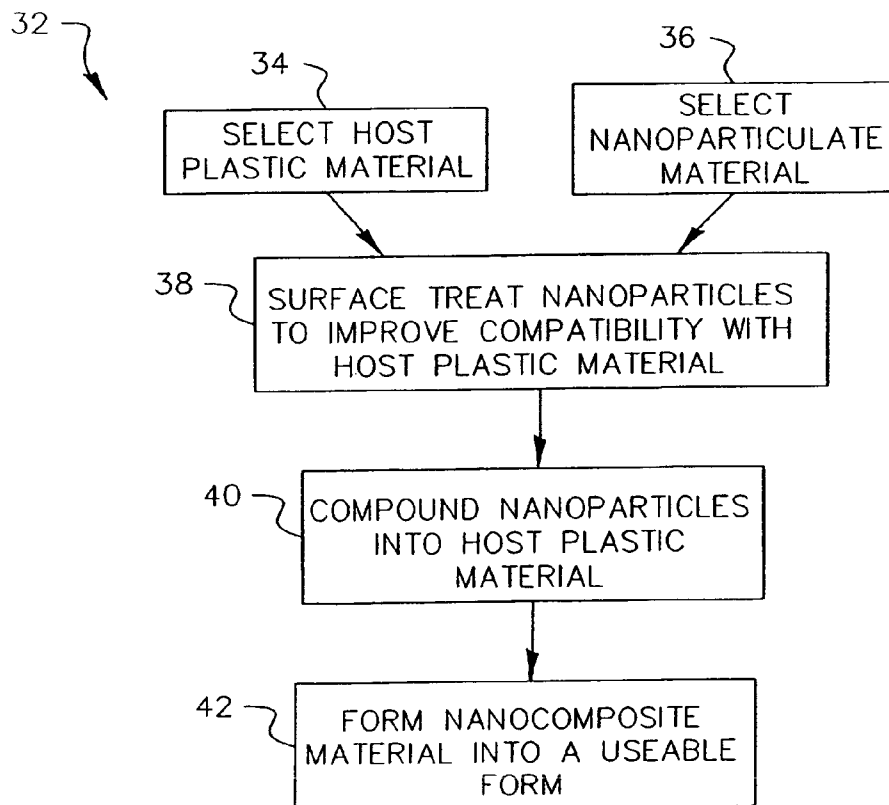 32
34
36
SELECT HOST
PLASTIC MATERIAL
SELECT
NANOPARTICULATE
MATERIAL
38
SURFACE TREAT NANOPARTICLES
TO IMPROVE COMPATIBILITY WITH
HOST PLASTIC MATERIAL
40
COMPOUND NANOPARTICLES
INTO HOST PLASTIC
MATERIAL
42
FORM NANOCOMPOSITE
MATERIAL INTO A USEABLE
FORM